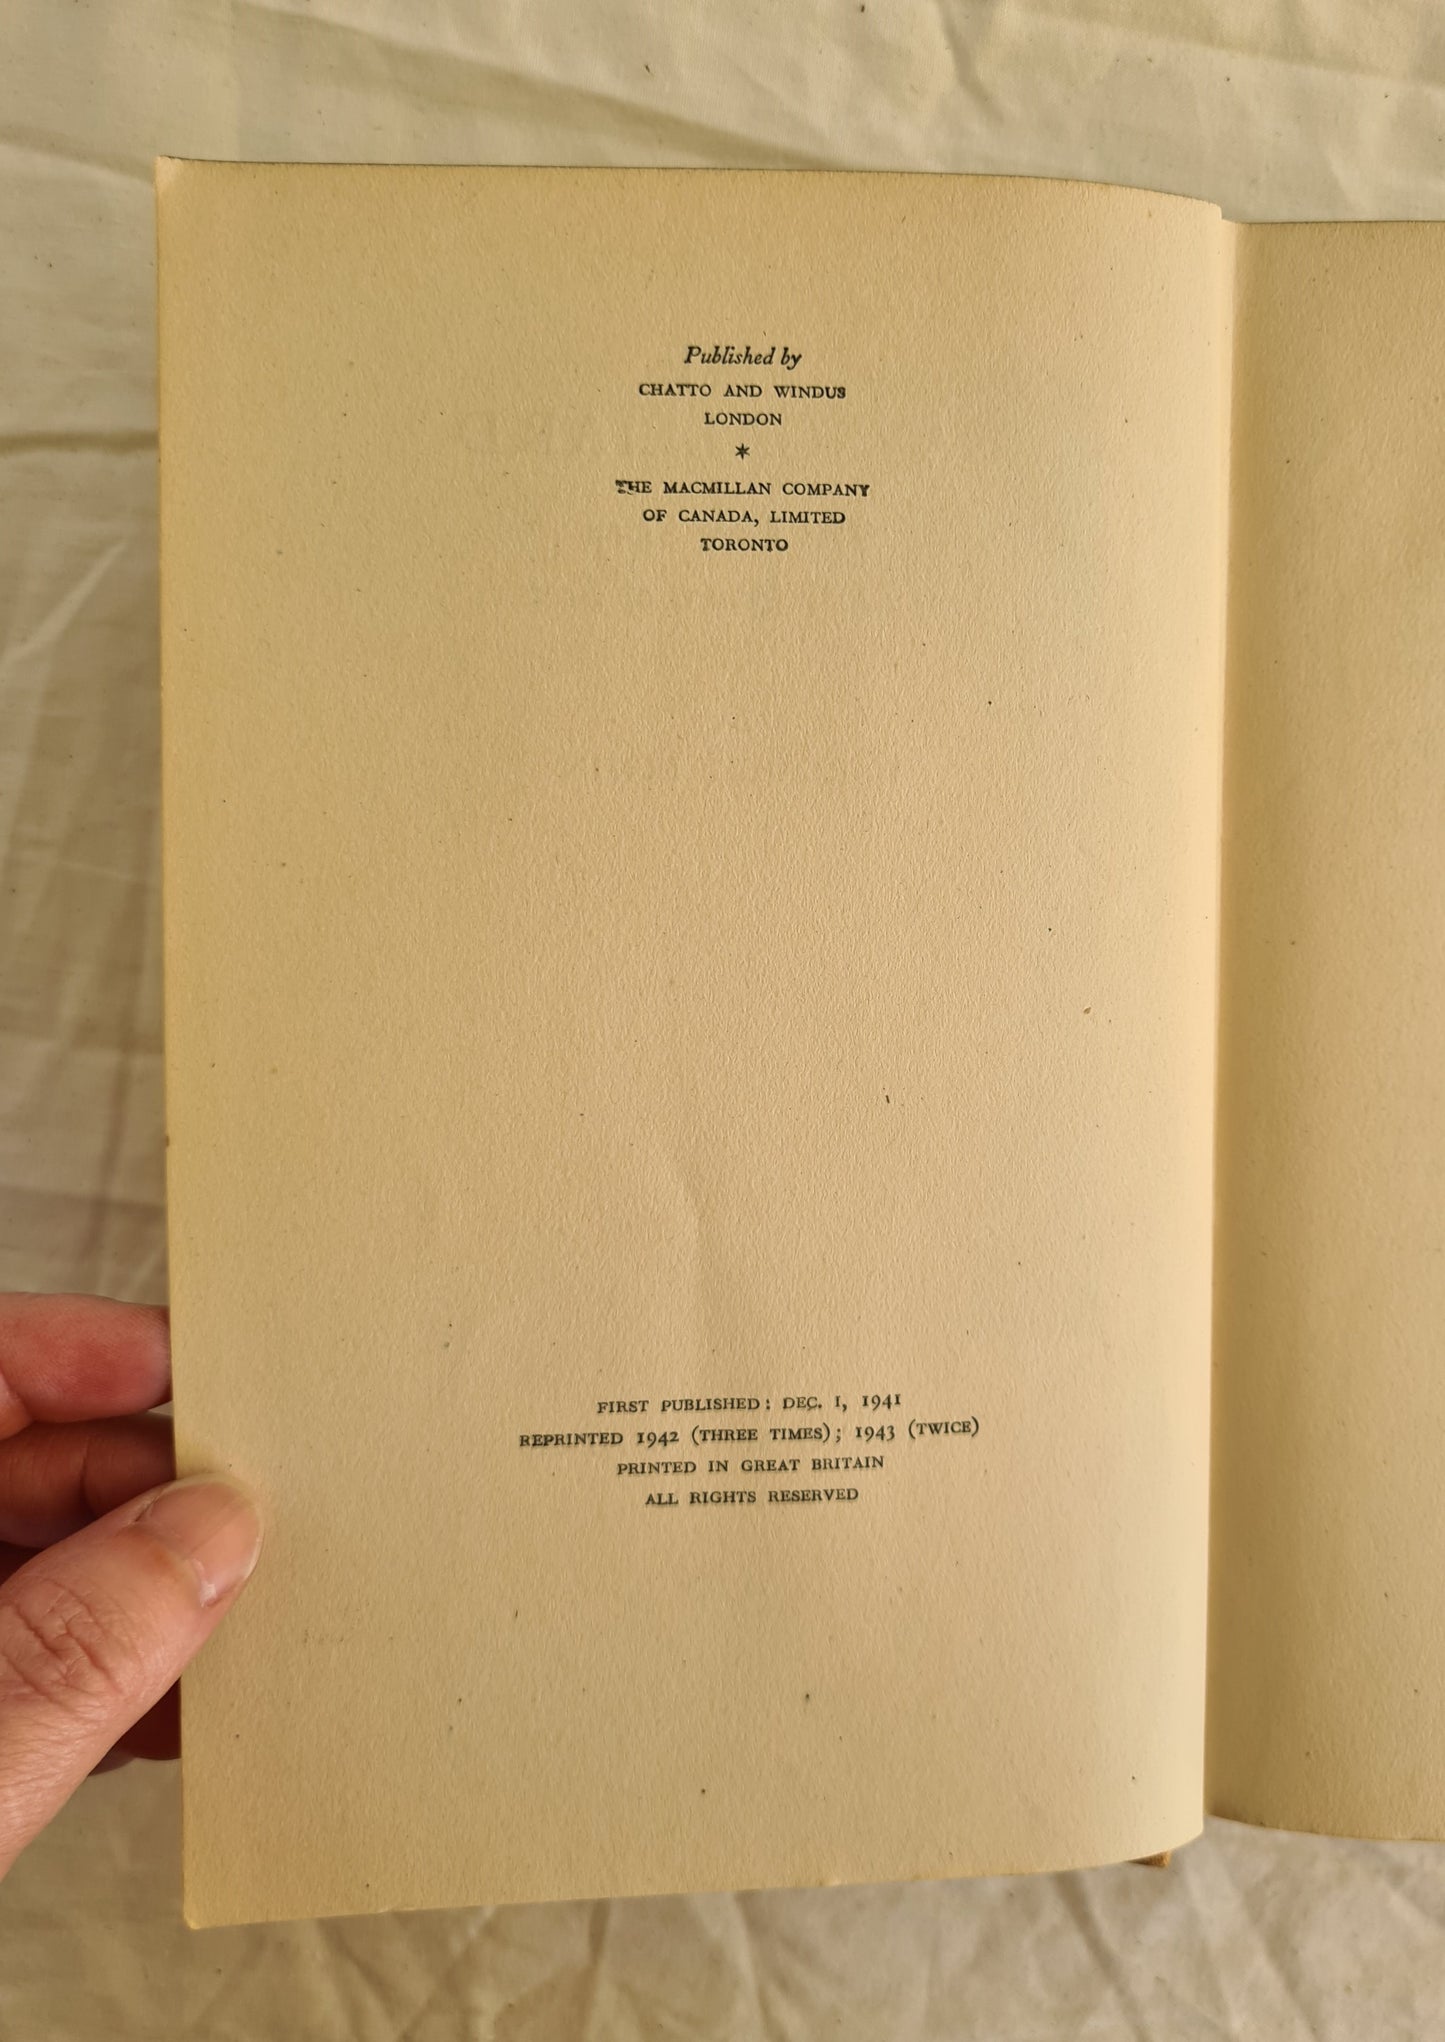 Published by
CHATTO AND WINDUS
LONDON
*
THE MACMILLAN COMPANY
OF CANADA, LIMITED
TORONTO
FIRST PUBLISHED: DEC. 1, 1941
REPRINTED 1942 (THREE TIMES); 1943 (TWICE)
PRINTED IN GREAT BRITAIN
ALL RIGHTS RESERVED